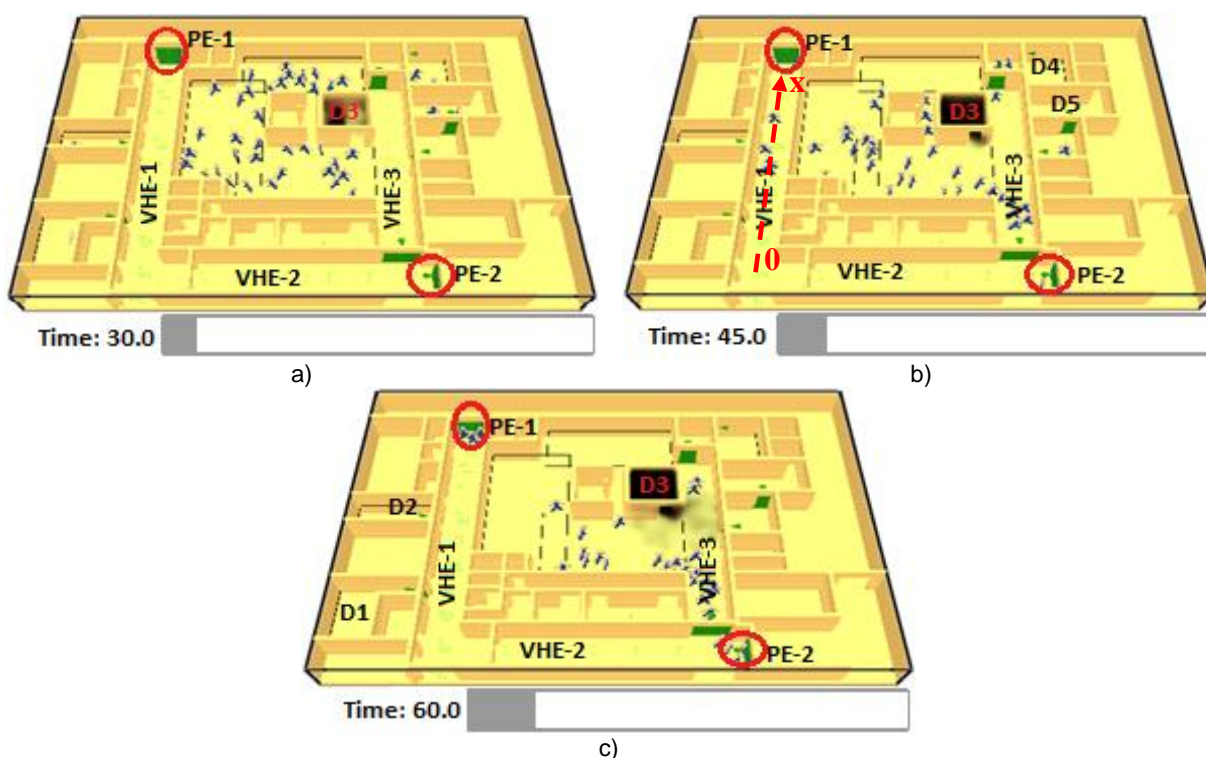 PE-1
D3
VHE-1
VHE-3
VHE-2
PE-2
Time: 30.0
a)
PE-1
X
D4
D3
D5
VHE-1
VHE-3
0
VHE-2
PE-2
Time: 45.0
b)
PE-1
D3
D2
VHE-1
VHE-3
D1
VHE-2
PE-2
Time: 60.0
c)